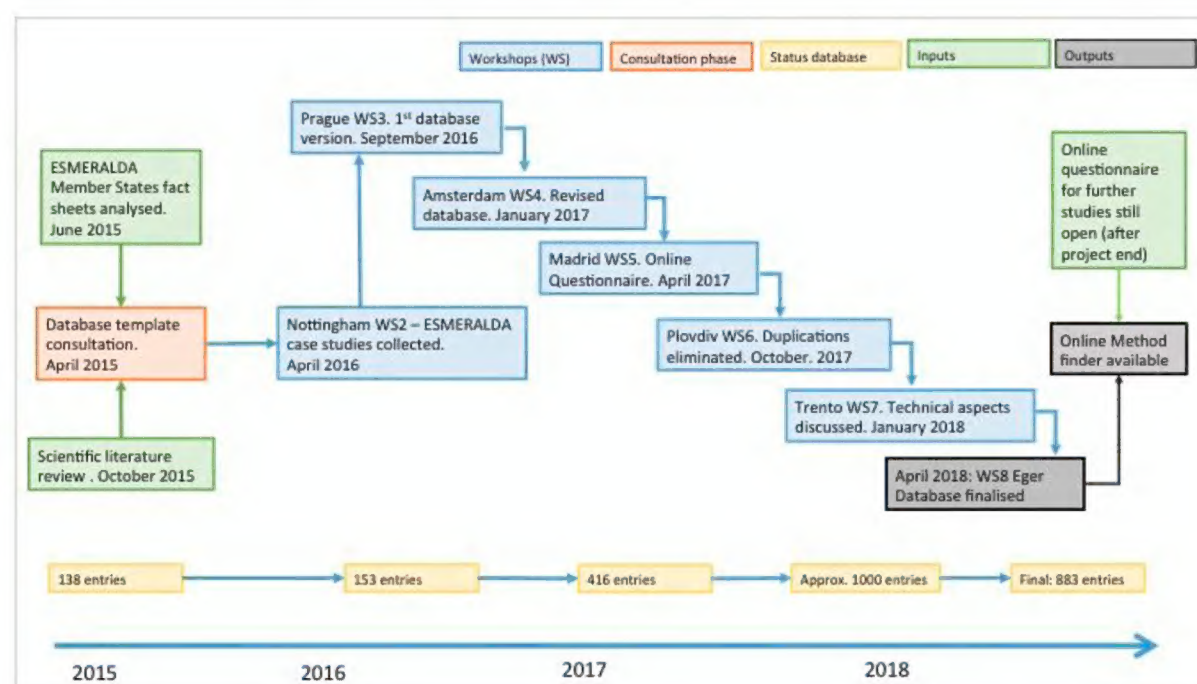 Workshops (WS)
Consultation phase
Status database
Inputs
Outputs
Prague WS3. 1st database
version. September 2016
ESMERALDA
Member States fact
sheets analysed.
June 2015
Amsterdam WS4. Revised
database. January 2017
Online
questionnaire
for further
studies still
open (after
project end)
Madrid WS5. Online
Questionnaire. April 2017
Database template
consultation.
April 2015
Nottingham WS2 – ESMERALDA
case studies collected.
April 2016
Plovdiv WS6. Duplications
eliminated. October. 2017
Online Method
finder available
Trento WS7. Technical aspects
discussed. January 2018
Scientific literature
review . October 2015
April 2018: WS8 Eger
Database finalised
138 entries
153 entries
416 entries
Approx. 1000 entries
Final: 883 entries
2015
2016
2017
2018